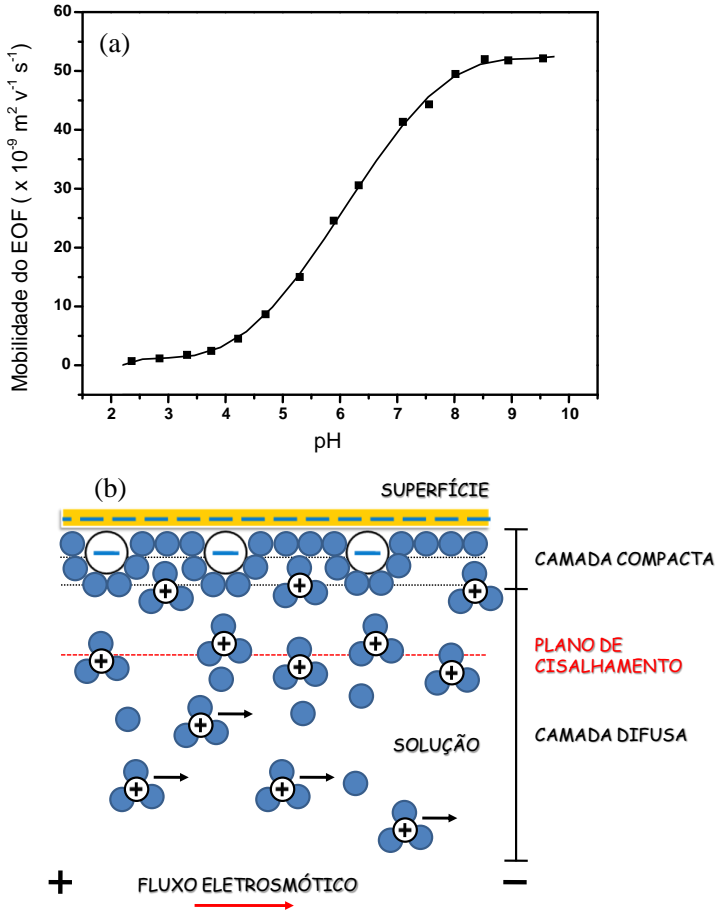 (a)
Mobilidade do EOF ( x 10⁻⁹ m² v⁻¹ s⁻¹)
60
50
40
30
20
10
0
2 3 4 5 6 7 8 9 10
pH
(b)
SUPERFÍCIE
CAMADA COMPACTA
PLANO DE
CISALHAMENTO
SOLUÇÃO
CAMADA DIFUSA
+ FLUXO ELETROSMÓTICO −